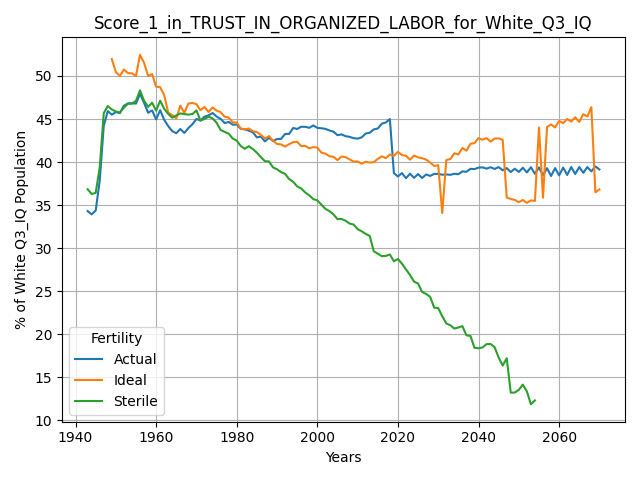 Score_1_in_TRUST_IN_ORGANIZED_LABOR_for_White_Q3_IQ
% of White Q3_IQ Population
50
45
40
35
30
25
20
15
10
Fertility
Actual
Ideal
Sterile
1940 1960 1980 2000 2020 2040 2060
Years